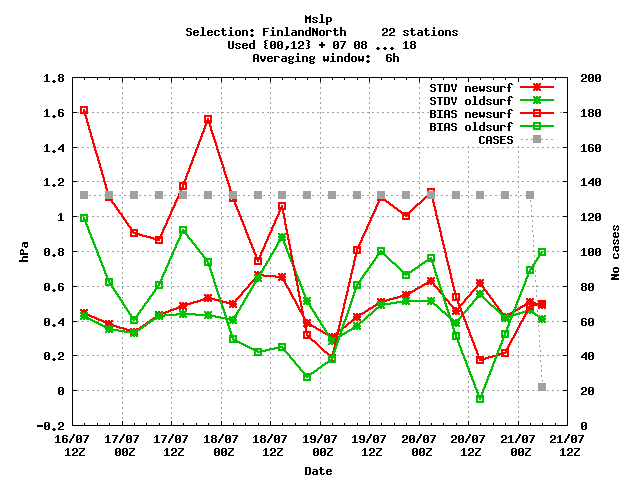 Mslp
Selection: FinlandNorth     22 stations
Used {00,12} + 07 08 ... 18
Averaging window:  6h
STDV newsurf
STDV oldsurf
BIAS newsurf
BIAS oldsurf
CASES
1.8
1.6
1.4
1.2
1
0.8
0.6
0.4
0.2
0
-0.2
hPa
200
180
160
140
120
100
80
60
40
20
0
No cases
16/07 17/07 17/07 18/07 18/07 19/07 19/07 20/07 20/07 21/07 21/07
12Z 00Z 12Z 00Z 12Z 00Z 12Z 00Z 12Z 00Z 12Z
Date